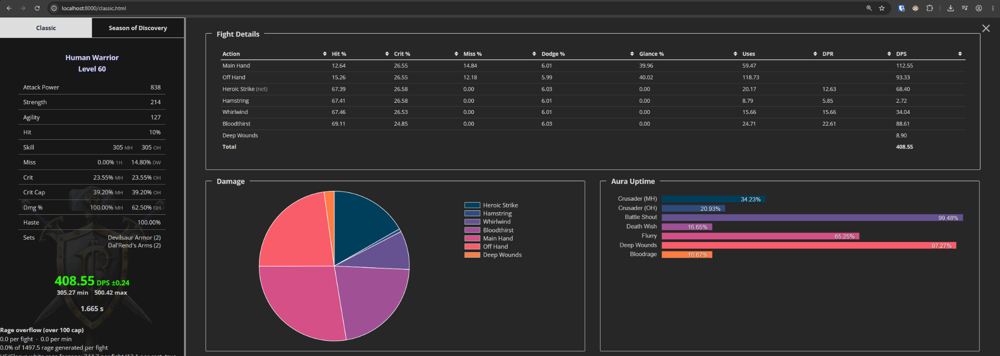 localhost:8000/classic.html
Classic
Season of Discovery
Human Warrior
Level 60
Attack Power 838
Strength 214
Agility 127
Hit 10%
Skill 305 MH 305 OH
Miss 0.00% 1H 14.80% DW
Crit 23.55% MH 23.55% OH
Crit Cap 39.20% MH 39.20% OH
Dmg % 100.00% MH 62.50% OH
Haste 100.00%
Sets Devilsaur Armor (2)
Dal'Rend's Arms (2)
408.55 DPS ±0.24
305.27 min 500.42 max
1.665 s
Rage overflow (over 100 cap)
0.0 per fight · 0.0 per min
0.0% of 1497.5 rage generated per fight
Fight Details
Action Hit % Crit % Miss % Dodge % Glance % Uses DPR DPS
Main Hand 12.64 26.55 14.84 6.01 39.96 59.47 112.55
Off Hand 15.26 26.55 12.18 5.99 40.02 118.73 93.33
Heroic Strike (net) 67.39 26.58 0.00 6.03 0.00 20.17 12.63 68.40
Hamstring 67.41 26.58 0.00 6.01 0.00 8.79 5.85 2.72
Whirlwind 67.46 26.53 0.00 6.01 0.00 15.66 15.66 34.04
Bloodthirst 69.11 24.85 0.00 6.03 0.00 24.71 22.61 88.61
Deep Wounds 8.90
Total 408.55
Damage
Heroic Strike
Hamstring
Whirlwind
Bloodthirst
Main Hand
Off Hand
Deep Wounds
Aura Uptime
Crusader (MH) 34.23%
Crusader (OH) 20.93%
Battle Shout 99.48%
Death Wish 16.65%
Flurry 65.25%
Deep Wounds 97.27%
Bloodrage 16.67%